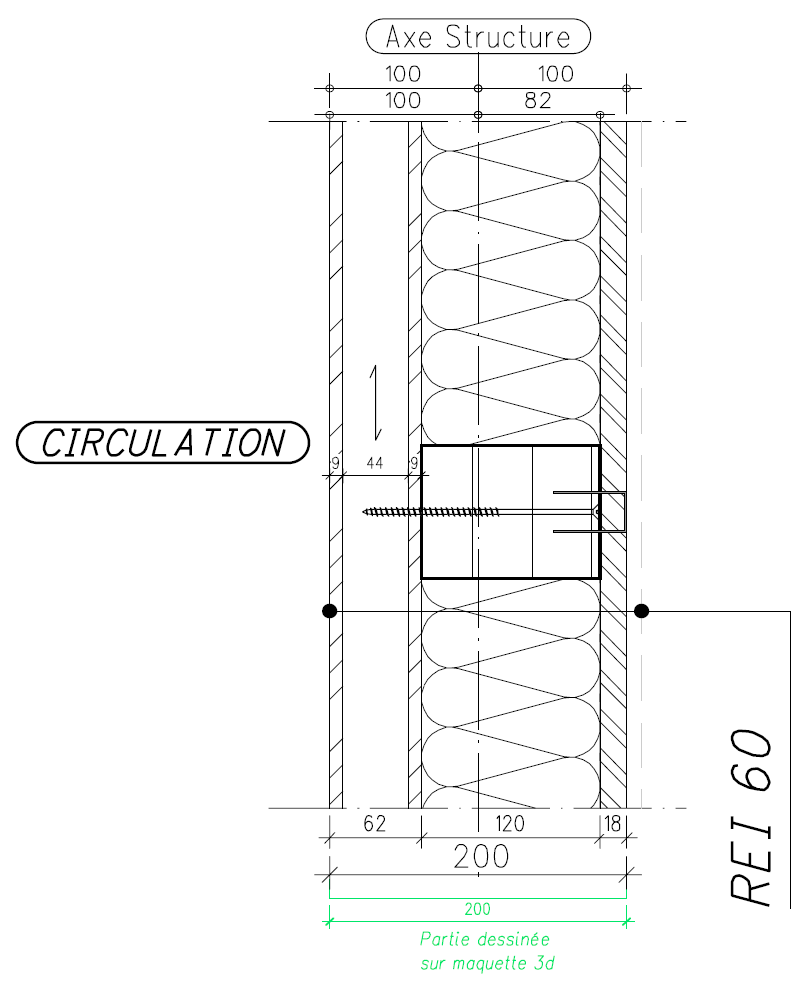 Axe Structure
100 100
100 82
CIRCULATION
9 44 9
REI 60
62 120 18
200
200
Partie dessinée
sur maquette 3d